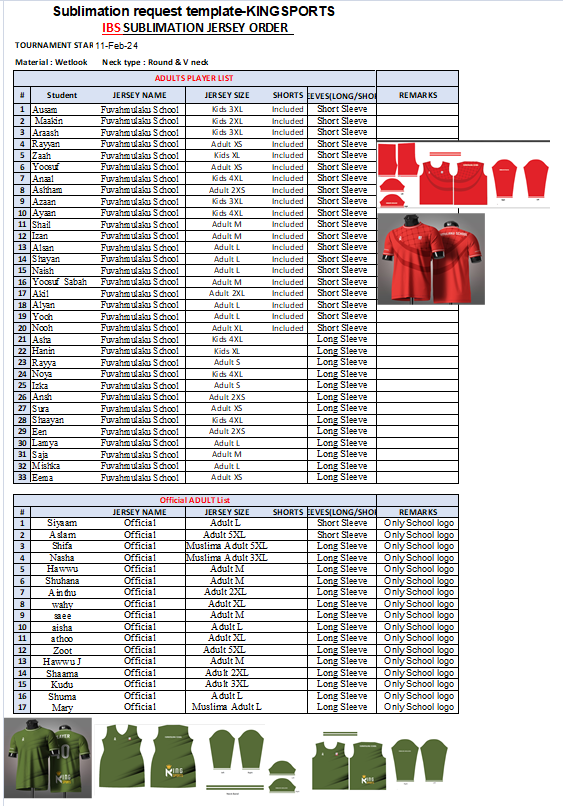 Sublimation request template-KINGSPORTS
IBS SUBLIMATION JERSEY ORDER
TOURNAMENT STAR 11-Feb-24
Material : Wetlook Neck type : Round & V neck
ADULTS PLAYER LIST
# Student JERSEY NAME JERSEY SIZE SHORTS EEVES(LONG/SHOR REMARKS
1 Ausam Fuvahmulaku School Kids 3XL Included Short Sleeve
2 Maakin Fuvahmulaku School Kids 2XL Included Short Sleeve
3 Araash Fuvahmulaku School Kids 3XL Included Short Sleeve
4 Rayyan Fuvahmulaku School Adult XS Included Short Sleeve
5 Zaah Fuvahmulaku School Kids XL Included Short Sleeve
6 Yoosuf Fuvahmulaku School Adult XS Included Short Sleeve
7 Anaal Fuvahmulaku School Kids 4XL Included Short Sleeve
8 Ashham Fuvahmulaku School Adult 2XS Included Short Sleeve
9 Azaan Fuvahmulaku School Kids 3XL Included Short Sleeve
10 Ayaan Fuvahmulaku School Kids 4XL Included Short Sleeve
11 Shail Fuvahmulaku School Adult M Included Short Sleeve
12 Izan Fuvahmulaku School Adult M Included Short Sleeve
13 Alsan Fuvahmulaku School Adult L Included Short Sleeve
14 Shayan Fuvahmulaku School Adult L Included Short Sleeve
15 Naish Fuvahmulaku School Adult L Included Short Sleeve
16 Yoosuf Sabah Fuvahmulaku School Adult M Included Short Sleeve
17 Akil Fuvahmulaku School Adult 2XL Included Short Sleeve
18 Alyan Fuvahmulaku School Adult L Included Short Sleeve
19 Yooh Fuvahmulaku School Adult L Included Short Sleeve
20 Nooh Fuvahmulaku School Adult XL Included Short Sleeve
21 Asha Fuvahmulaku School Kids 4XL Long Sleeve
22 Hanin Fuvahmulaku School Kids XL Long Sleeve
23 Rayya Fuvahmulaku School Adult S Long Sleeve
24 Noya Fuvahmulaku School Kids 4XL Long Sleeve
25 Izka Fuvahmulaku School Adult S Long Sleeve
26 Ansh Fuvahmulaku School Adult 2XS Long Sleeve
27 Sura Fuvahmulaku School Adult XS Long Sleeve
28 Shaayan Fuvahmulaku School Kids 4XL Long Sleeve
29 Een Fuvahmulaku School Adult 2XS Long Sleeve
30 Lamya Fuvahmulaku School Adult L Long Sleeve
31 Saja Fuvahmulaku School Adult M Long Sleeve
32 Mishka Fuvahmulaku School Adult L Long Sleeve
33 Eema Fuvahmulaku School Adult XS Long Sleeve
Official ADULT List
# JERSEY NAME JERSEY SIZE SHORTS EEVES(LONG/SHOR REMARKS
1 Siyaam Official Adult L Short Sleeve Only School logo
2 Aslam Official Adult 5XL Short Sleeve Only School logo
3 Shifa Official Muslima Adult 5XL Long Sleeve Only School logo
4 Nasha Official Muslima Adult 3XL Long Sleeve Only School logo
5 Hawwu Official Adult M Long Sleeve Only School logo
6 Shuhana Official Adult M Long Sleeve Only School logo
7 Ainthu Official Adult 2XL Long Sleeve Only School logo
8 wahy Official Adult XL Long Sleeve Only School logo
9 saee Official Adult M Long Sleeve Only School logo
10 aisha Official Adult L Long Sleeve Only School logo
11 athoo Official Adult XL Long Sleeve Only School logo
12 Zoot Official Adult 5XL Long Sleeve Only School logo
13 Hawwu J Official Adult M Long Sleeve Only School logo
14 Shaama Official Adult 2XL Long Sleeve Only School logo
15 Kudu Official Adult 3XL Long Sleeve Only School logo
16 Shuma Official Adult L Long Sleeve Only School logo
17 Mary Official Muslima Adult L Long Sleeve Only School logo
KING
KING
KING